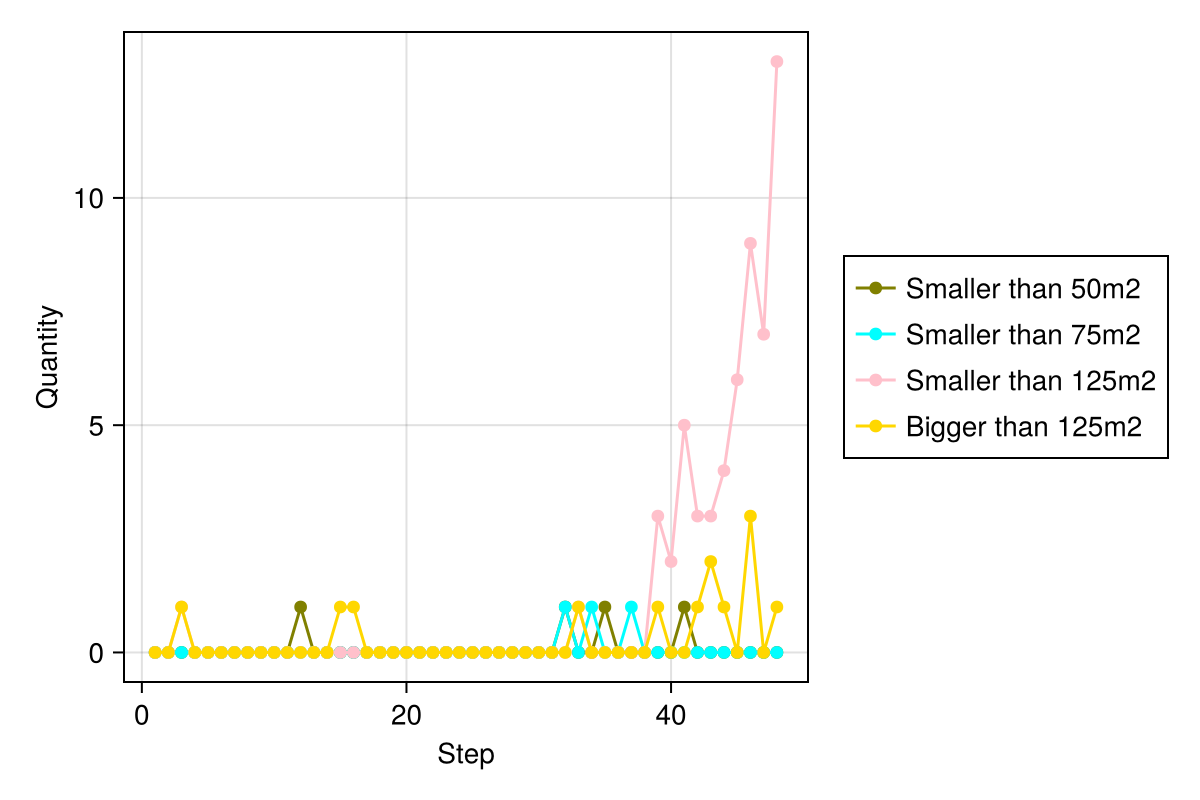 10
5
0
Quantity
0
20
40
Step
Smaller than 50m2
Smaller than 75m2
Smaller than 125m2
Bigger than 125m2